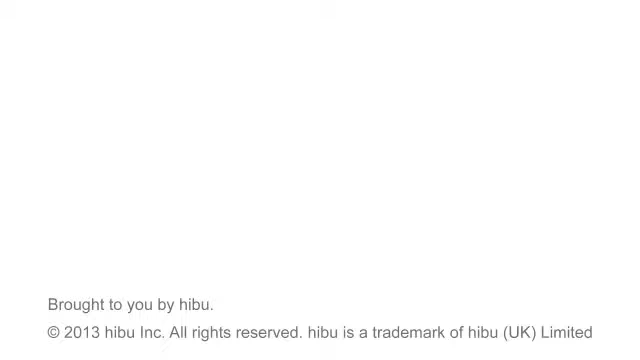 Brought to you by hibu.
© 2013 hibu Inc. All rights reserved. hibu is a trademark of hibu (UK) Limited